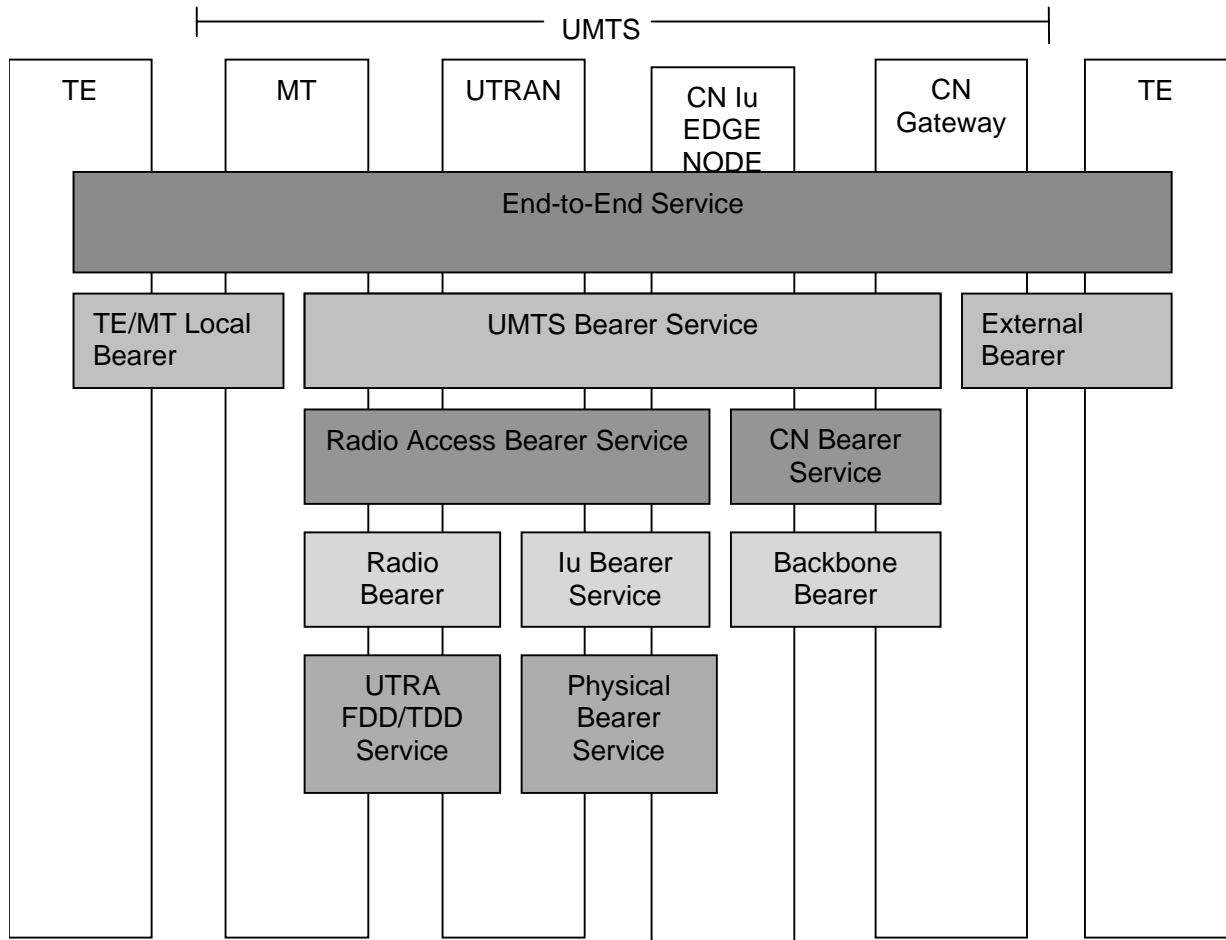 UMTS
TE
MT
UTRAN
CN Iu
EDGE
NODE
CN
Gateway
TE
End-to-End Service
TE/MT Local
Bearer
UMTS Bearer Service
External
Bearer
Radio Access Bearer Service
CN Bearer
Service
Radio
Bearer
Iu Bearer
Service
Backbone
Bearer
UTRA
FDD/TDD
Service
Physical
Bearer
Service